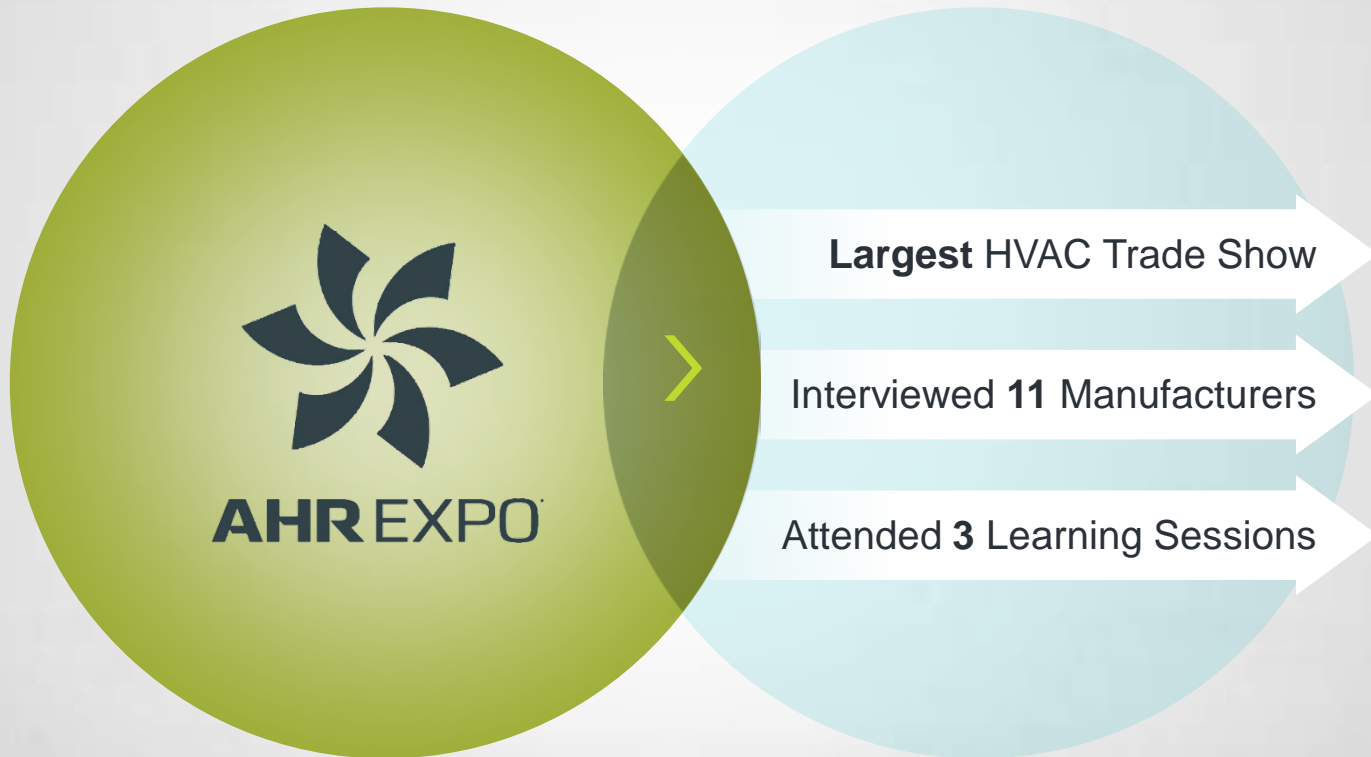 AHR EXPO
Largest HVAC Trade Show
Interviewed 11 Manufacturers
Attended 3 Learning Sessions